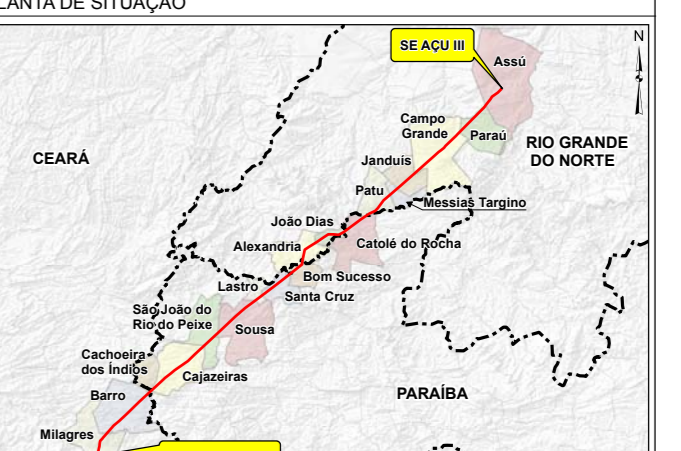 PLANTA DE SITUAÇÃO
N
SE AÇU III
Assú
Campo
Grande
Paraú
RIO GRANDE
DO NORTE
CEARÁ
Janduís
Patu
Messias Targino
João Dias
Alexandria
Catolé do Rocha
Bom Sucesso
Lastro
Santa Cruz
São João do
Rio do Peixe
Sousa
Cachoeira
dos Índios
Cajazeiras
Barro
PARAÍBA
Milagres